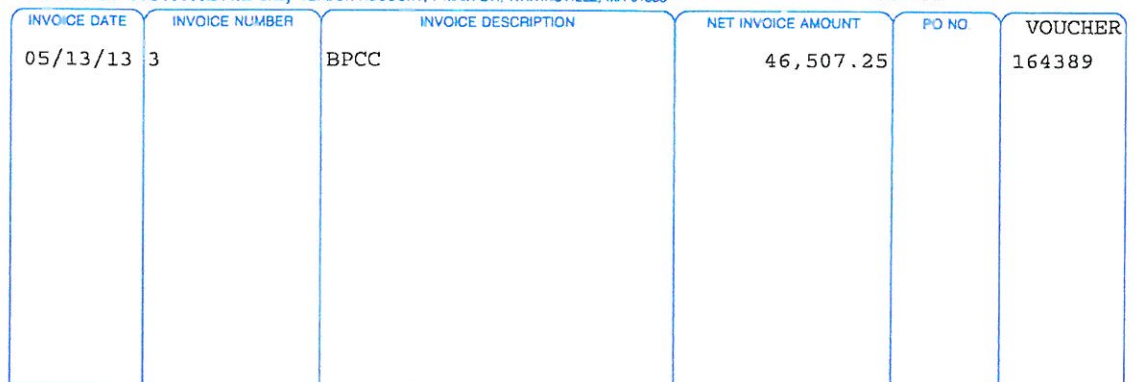 INVOICE DATE INVOICE NUMBER INVOICE DESCRIPTION NET INVOICE AMOUNT PO NO. VOUCHER
05/13/13 3 BPCC 46,507.25 164389